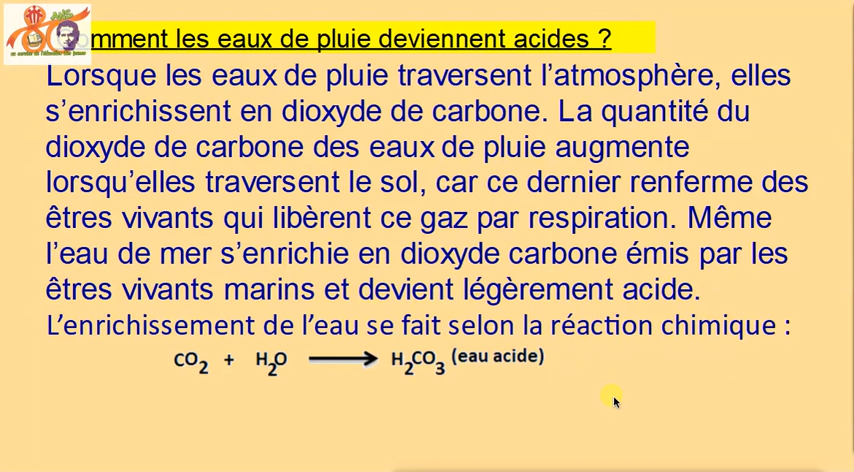 omment les eaux de pluie deviennent acides ?
Lorsque les eaux de pluie traversent l’atmosphère, elles
s’enrichissent en dioxyde de carbone. La quantité du
dioxyde de carbone des eaux de pluie augmente
lorsqu’elles traversent le sol, car ce dernier renferme des
êtres vivants qui libèrent ce gaz par respiration. Même
l’eau de mer s’enrichie en dioxyde carbone émis par les
êtres vivants marins et devient légèrement acide.
L’enrichissement de l’eau se fait selon la réaction chimique :
CO2 + H2O ⟶ H2CO3 (eau acide)